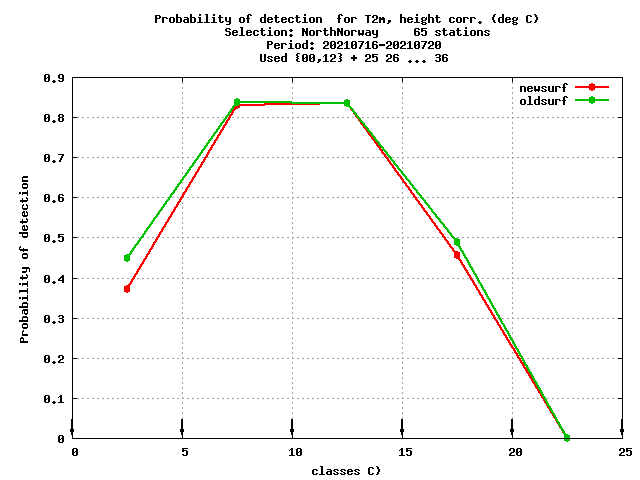 Probability of detection  for T2m, height corr. (deg C)
Selection: NorthNorway     65 stations
Period: 20210716-20210720
Used {00,12} + 25 26 ... 36
newsurf
oldsurf
Probability of detection
0.9
0.8
0.7
0.6
0.5
0.4
0.3
0.2
0.1
0
0 5 10 15 20 25
classes C)